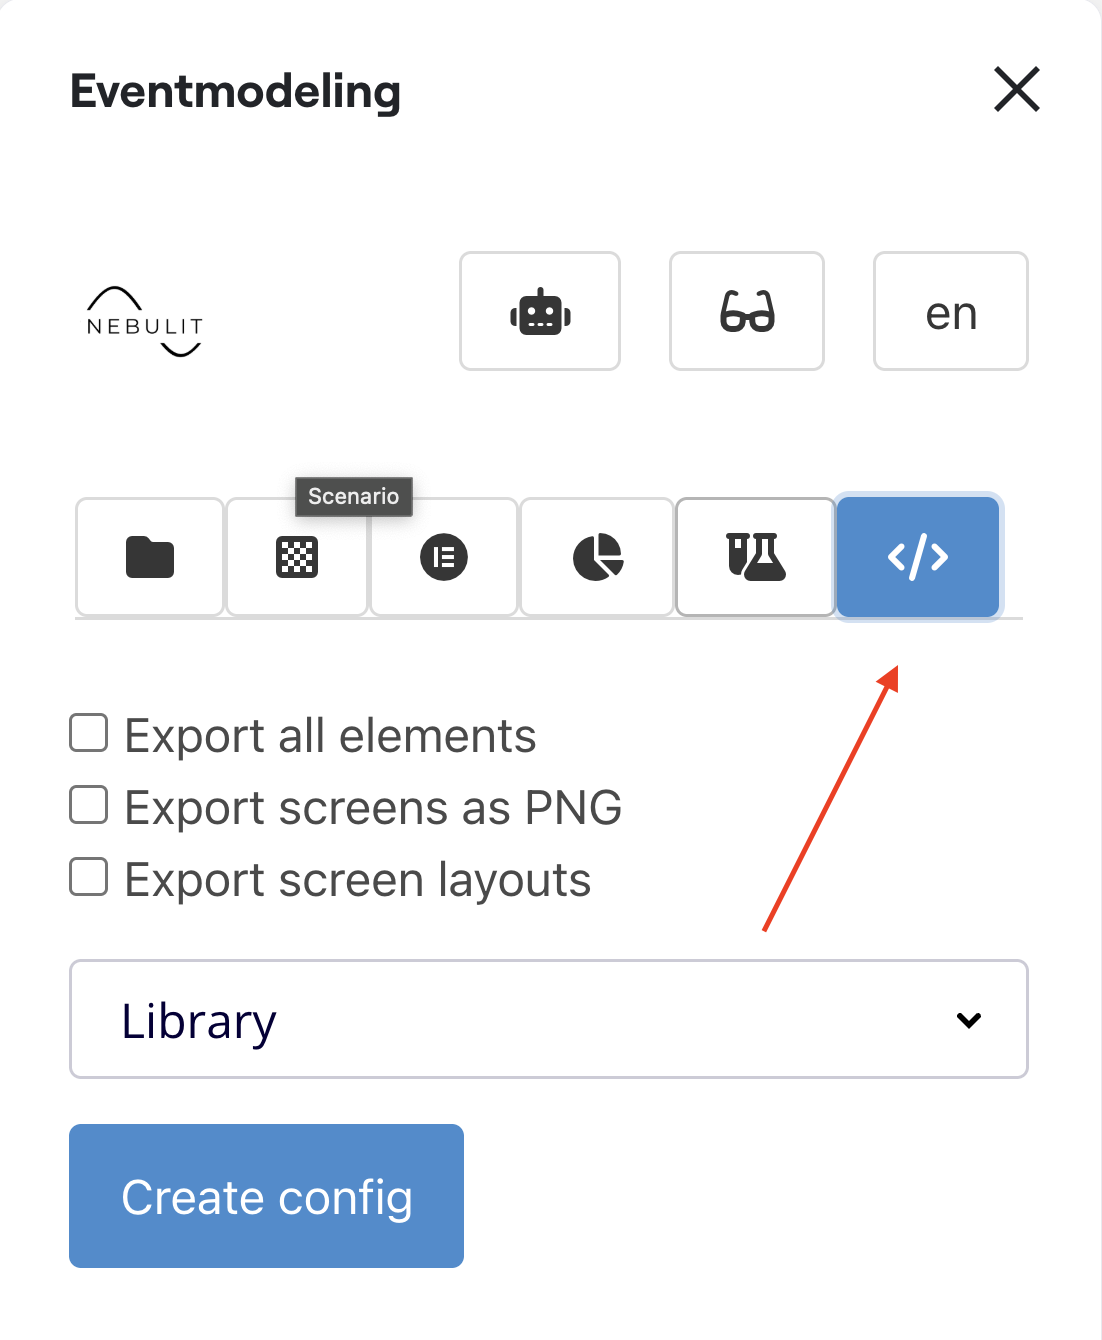 Eventmodeling
NEBULIT
en
Scenario
Export all elements
Export screens as PNG
Export screen layouts
Library
Create config